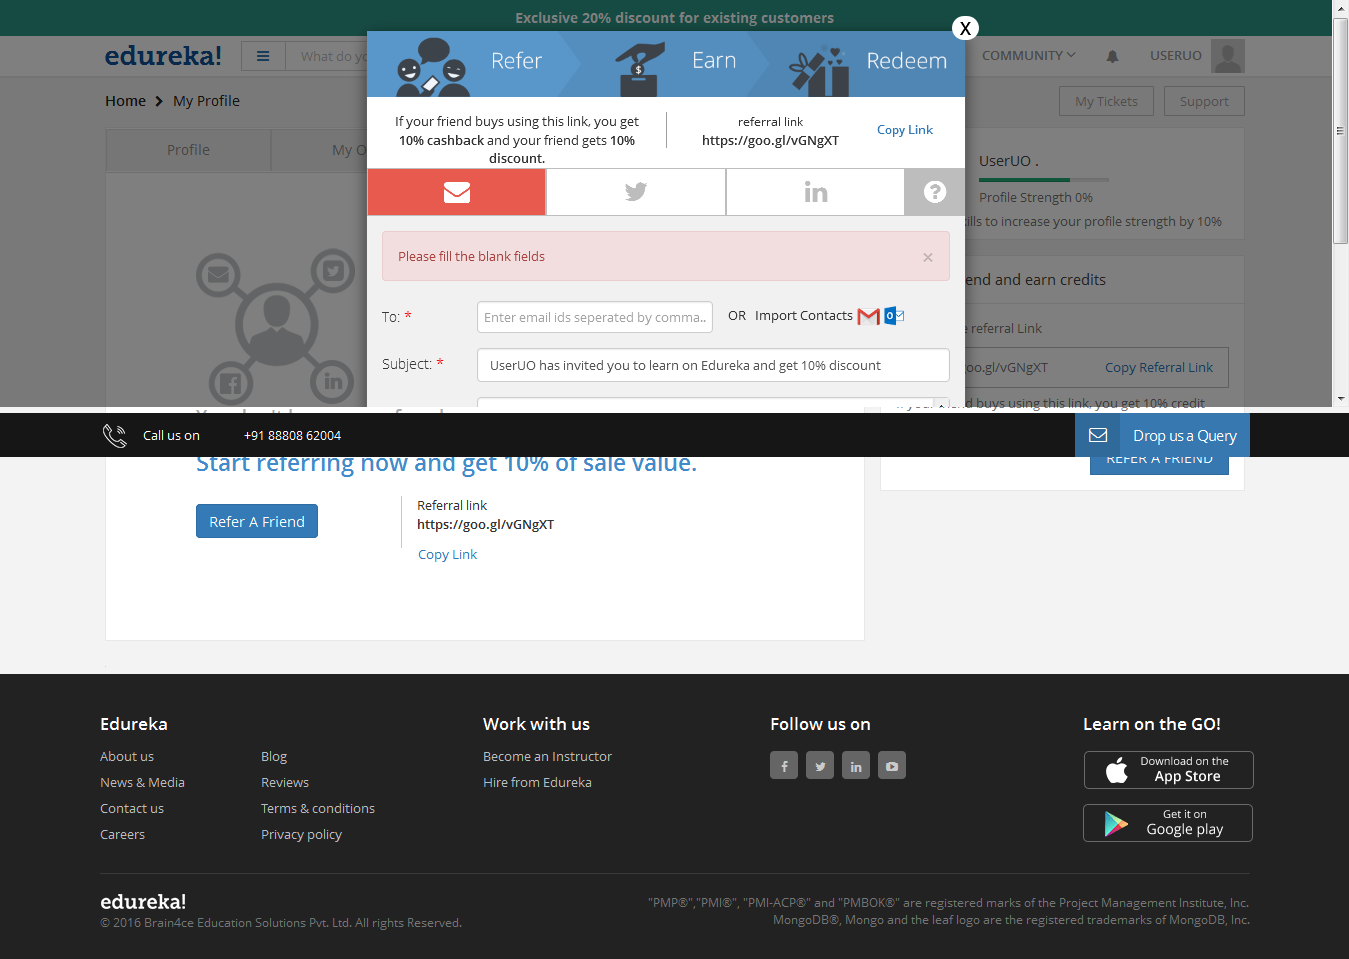 Exclusive 20% discount for existing customers
edureka!
What do yo
COMMUNITY
USERUO
X
Refer
Earn
Redeem
Home
My Profile
My Tickets
Support
If your friend buys using this link, you get
10% cashback and your friend gets 10%
discount.
referral link
https://goo.gl/vGNgXT
Copy Link
Profile
My O
UserUO .
Profile Strength 0%
ills to increase your profile strength by 10%
Please fill the blank fields
×
end and earn credits
To: *
Enter email ids seperated by comma..
OR
Import Contacts
e referral Link
Subject: *
UserUO has invited you to learn on Edureka and get 10% discount
oo.gl/vGNgXT
Copy Referral Link
friend buys using this link, you get 10% credit
Call us on
+91 88808 62004
Drop us a Query
REFER A FRIEND
Start referring now and get 10% of sale value.
Refer A Friend
Referral link
https://goo.gl/vGNgXT
Copy Link
Edureka
Work with us
Follow us on
Learn on the GO!
About us
Blog
Become an Instructor
Download on the
App Store
News & Media
Reviews
Hire from Edureka
Contact us
Terms & conditions
Get it on
Google play
Careers
Privacy policy
edureka!
© 2016 Brain4ce Education Solutions Pvt. Ltd. All rights Reserved.
"PMP®","PMI®", "PMI-ACP®" and "PMBOK®" are registered marks of the Project Management Institute, Inc.
MongoDB®, Mongo and the leaf logo are the registered trademarks of MongoDB, Inc.